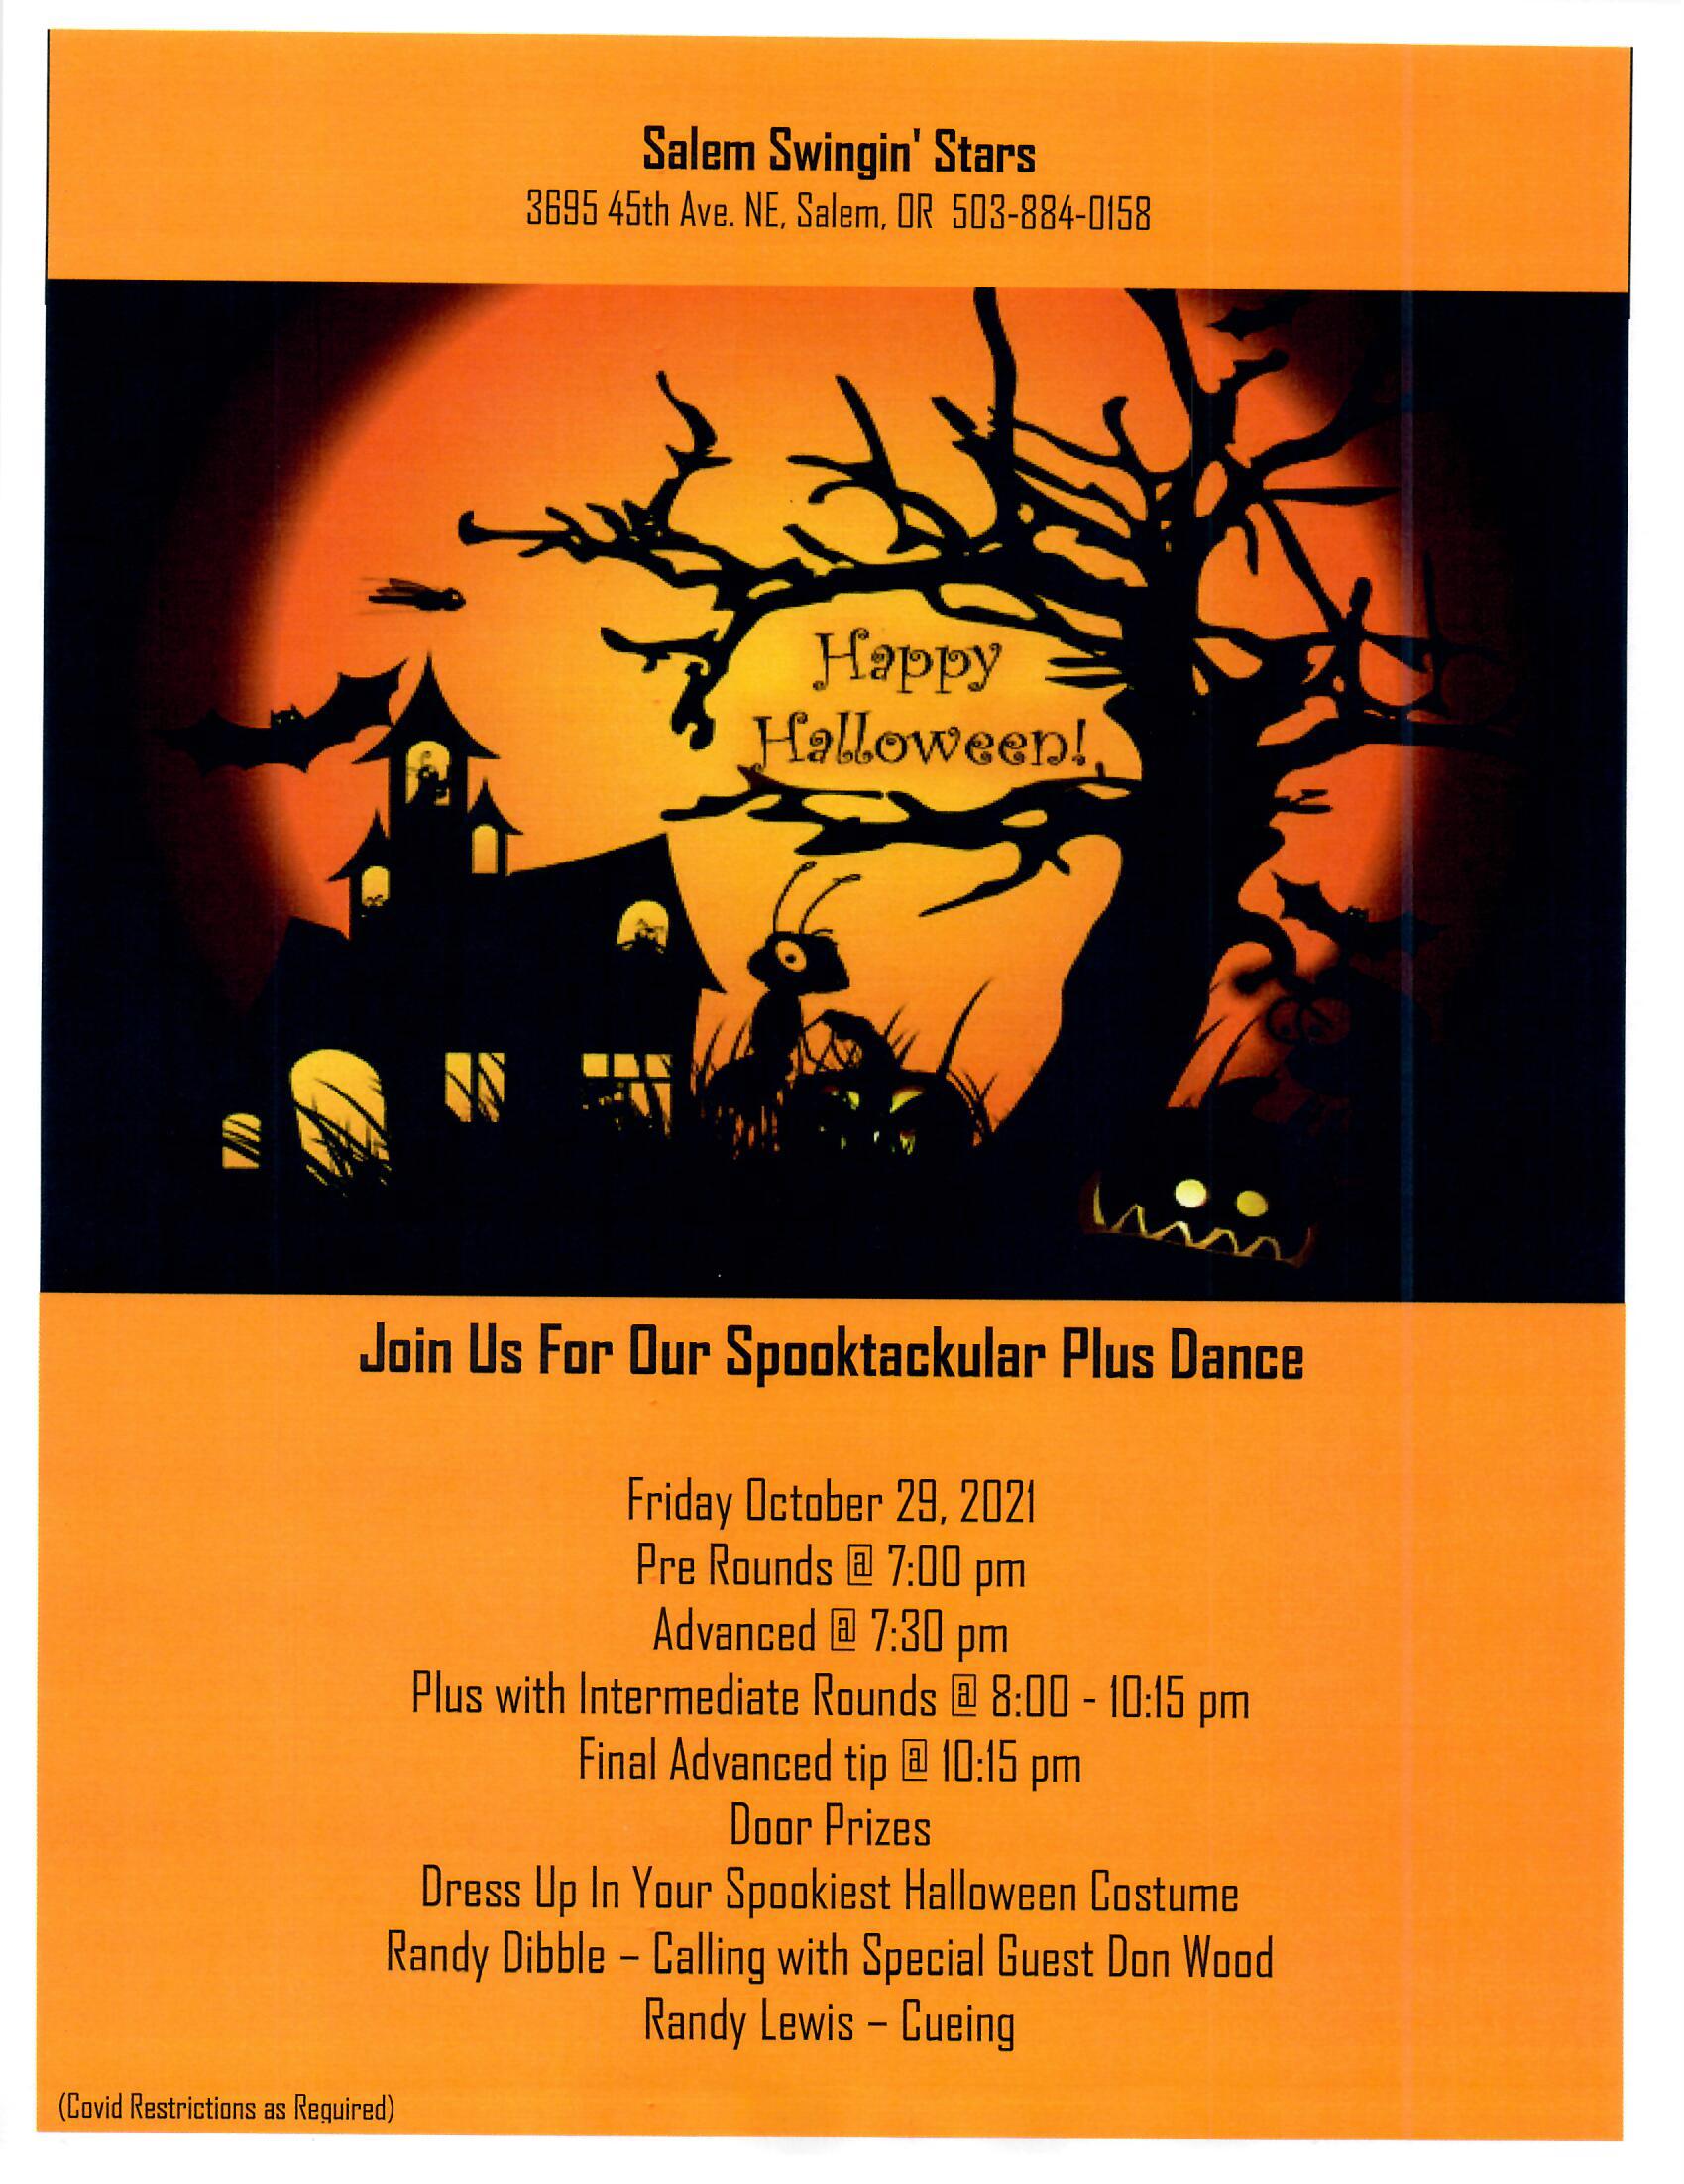 Salem Swingin' Stars
3695 45th Ave. NE, Salem, OR 503-884-0158
Happy
Halloween!
Join Us For Our Spooktackular Plus Dance
Friday October 29, 2021
Pre Rounds @ 7:00 pm
Advanced @ 7:30 pm
Plus with Intermediate Rounds @ 8:00 - 10:15 pm
Final Advanced tip @ 10:15 pm
Door Prizes
Dress Up In Your Spookiest Halloween Costume
Randy Dibble – Calling with Special Guest Don Wood
Randy Lewis – Cueing
(Covid Restrictions as Required)